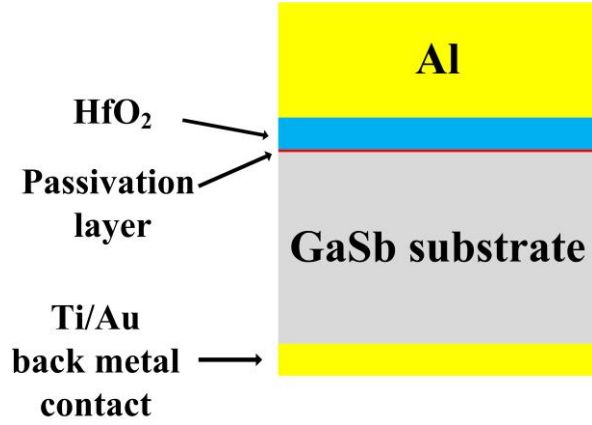 Al
HfO₂
Passivation
layer
GaSb substrate
Ti/Au
back metal
contact